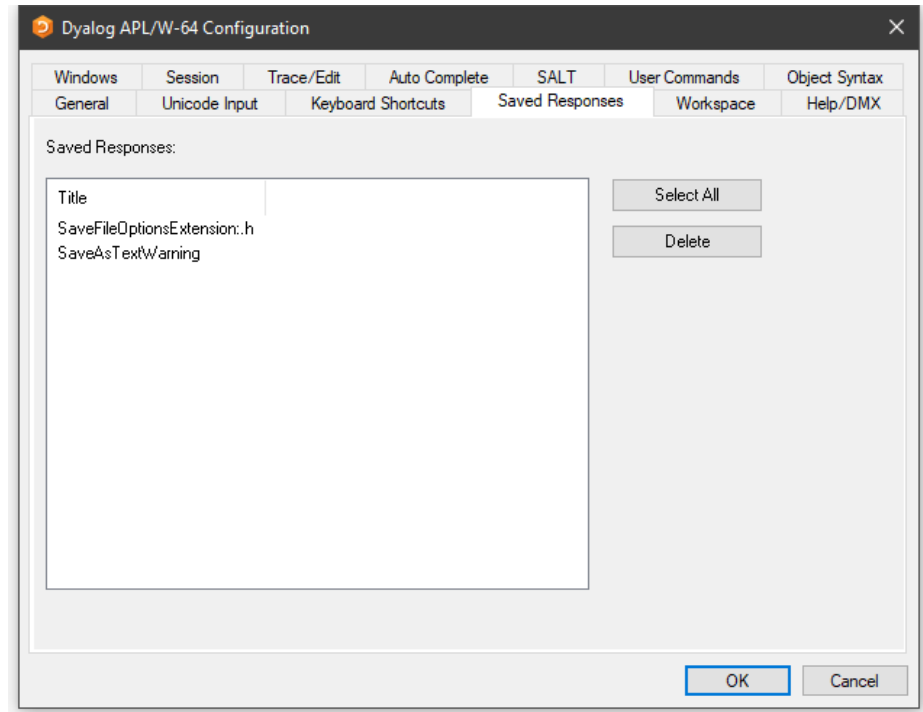 Dyalog APL/W-64 Configuration
Windows Session Trace/Edit Auto Complete SALT User Commands Object Syntax
General Unicode Input Keyboard Shortcuts Saved Responses Workspace Help/DMX
Saved Responses:
Title
SaveFileOptionsExtension:.h
SaveAsTextWarning
Select All
Delete
OK Cancel